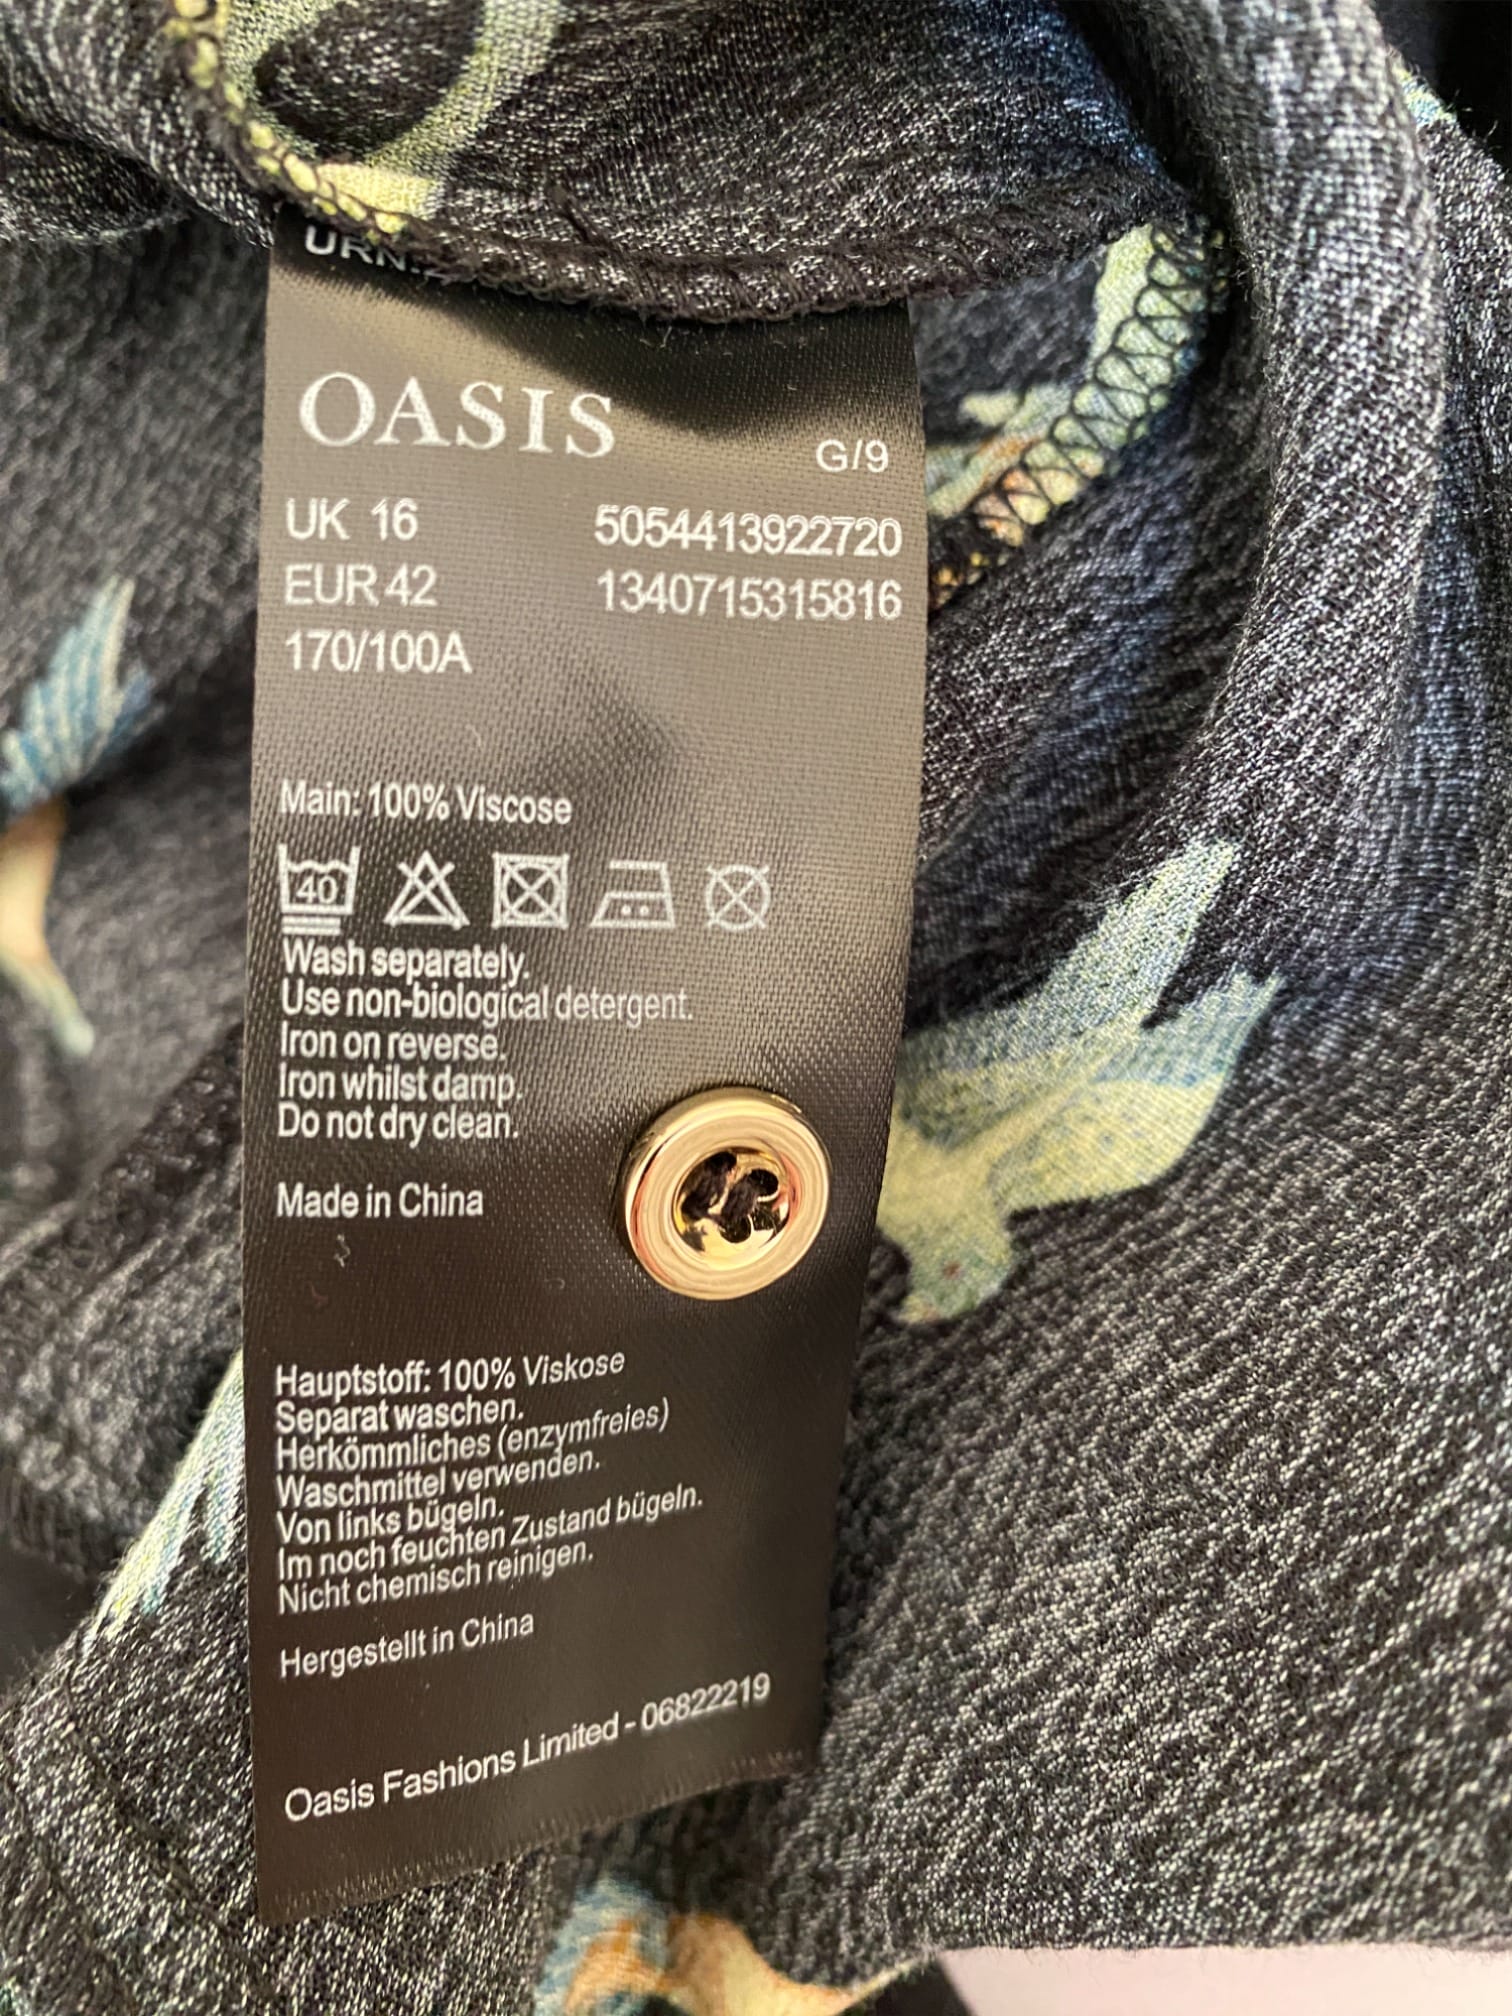 URN:
OASIS
G/9
UK 16 5054413922720
EUR 42 1340715315816
170/100A
Main: 100% Viscose
40
Wash separately.
Use non-biological detergent.
Iron on reverse.
Iron whilst damp.
Do not dry clean.
Made in China
Hauptstoff: 100% Viskose
Separat waschen.
Herkömmliches (enzymfreies)
Waschmittel verwenden.
Von links bügeln.
Im noch feuchten Zustand bügeln.
Nicht chemisch reinigen.
Hergestellt in China
Oasis Fashions Limited - 06822219